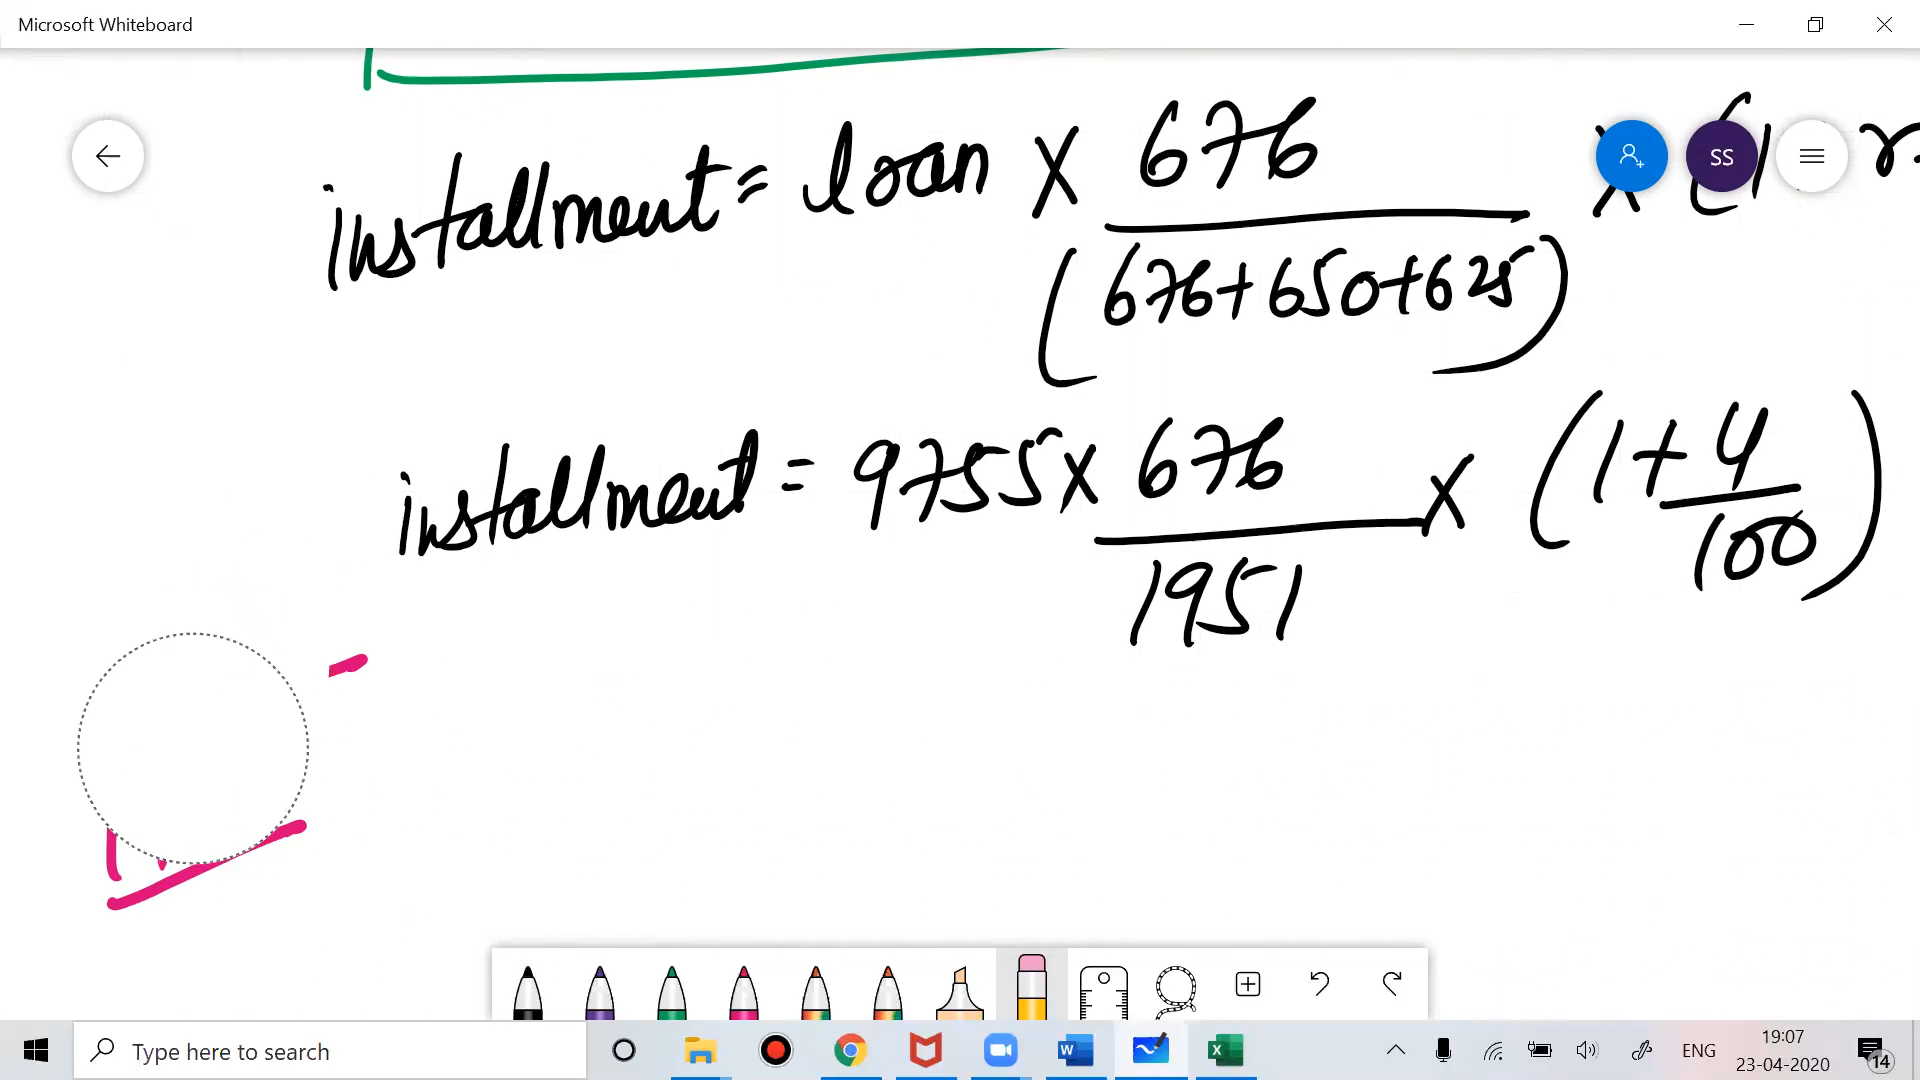 Microsoft Whiteboard
installment = loan X 676 X (1 r
(676+650+625)
SS
installment = 9755 X 676 X (1 + 4
1951 100)
Type here to search
ENG
19:07
23-04-2020
14